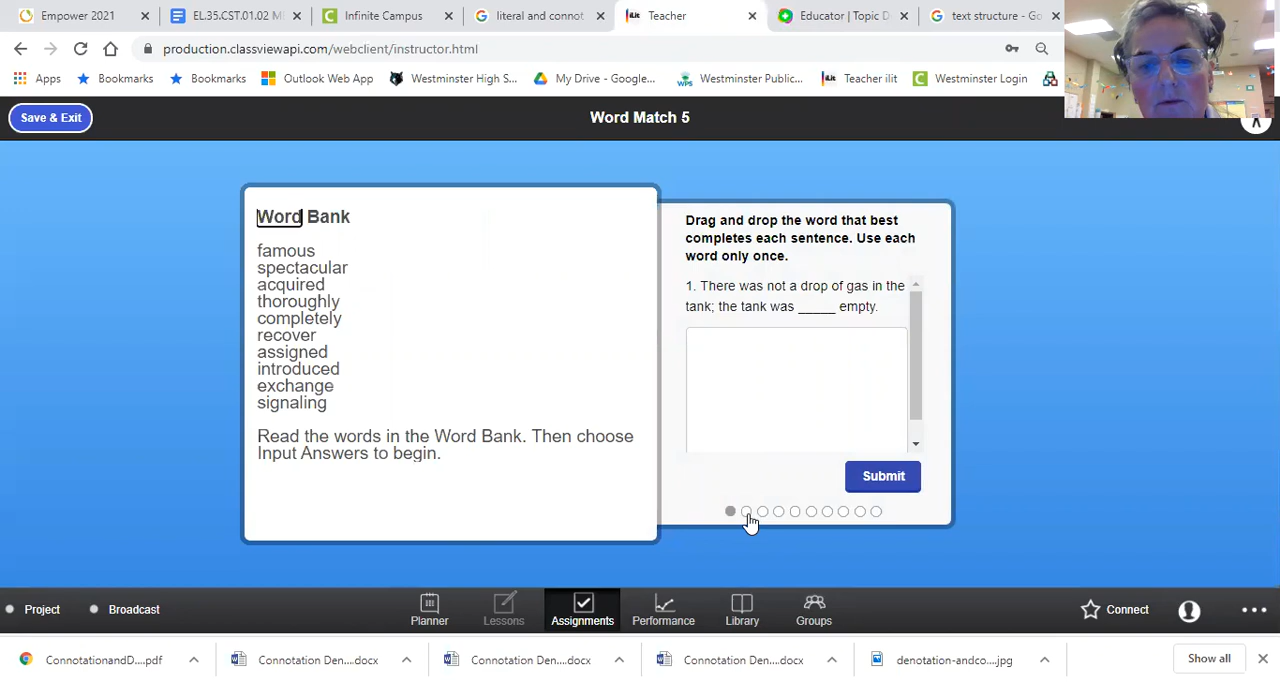 Empower 2021
EL.35.CST.01.02 M
Infinite Campus
literal and connot
Teacher
Educator | Topic D
text structure - Go
production.classviewapi.com/webclient/instructor.html
Apps
Bookmarks
Bookmarks
Outlook Web App
Westminster High S...
My Drive - Google...
WPS
Westminster Public...
Teacher ilit
Westminster Login
Save & Exit
Word Match 5
Word Bank
famous
spectacular
acquired
thoroughly
completely
recover
assigned
introduced
exchange
signaling
Read the words in the Word Bank. Then choose
Input Answers to begin.
Drag and drop the word that best
completes each sentence. Use each
word only once.
1. There was not a drop of gas in the
tank; the tank was _____ empty.
Submit
Project
Broadcast
Planner
Lessons
Assignments
Performance
Library
Groups
Connect
ConnotationandD....pdf
Connotation Den....docx
Connotation Den....docx
Connotation Den....docx
denotation-andco....jpg
Show all